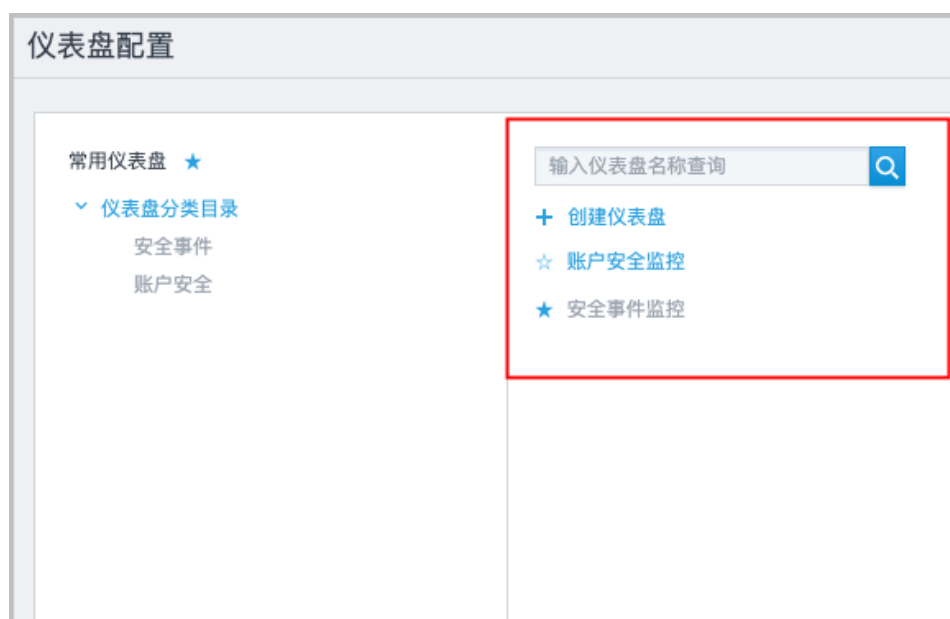 仪表盘配置
常用仪表盘
仪表盘分类目录
安全事件
账户安全
输入仪表盘名称查询
创建仪表盘
账户安全监控
安全事件监控